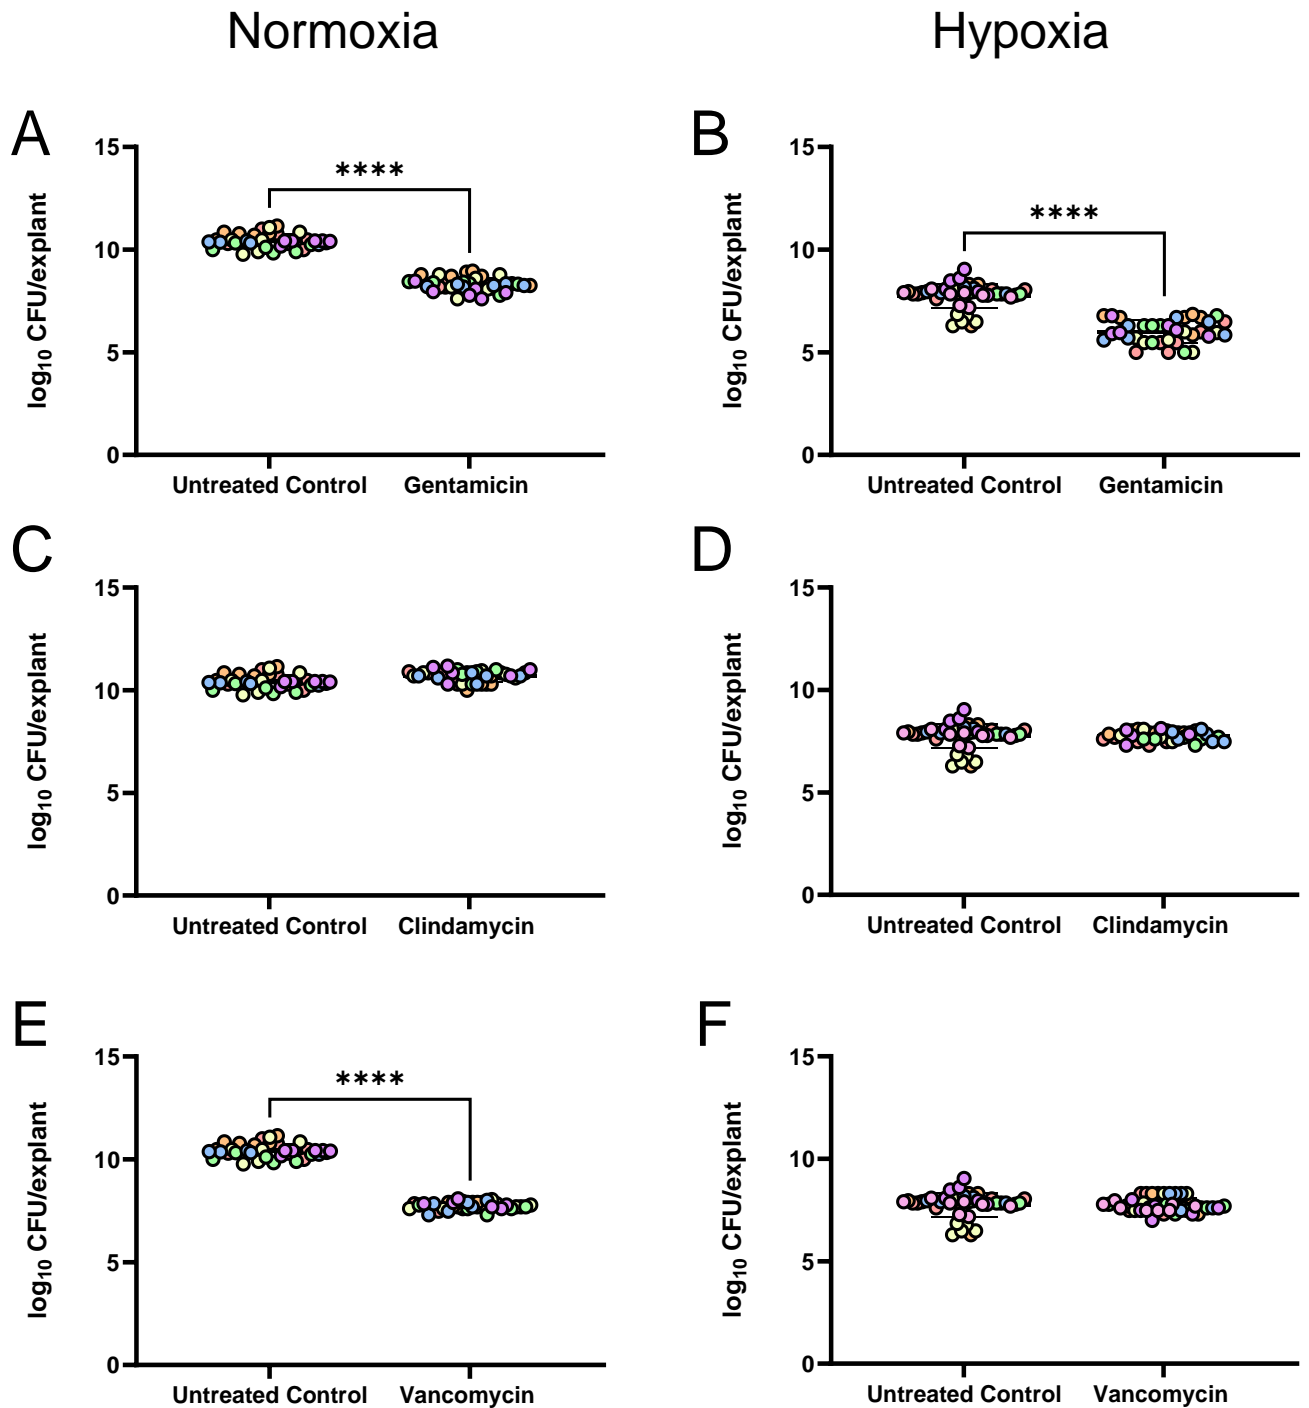 Normoxia
Hypoxia
A
15
10
5
0
log10 CFU/explant
****
Untreated Control
Gentamicin
B
15
10
5
0
log10 CFU/explant
****
Untreated Control
Gentamicin
C
15
10
5
0
log10 CFU/explant
Untreated Control
Clindamycin
D
15
10
5
0
log10 CFU/explant
Untreated Control
Clindamycin
E
15
10
5
0
log10 CFU/explant
****
Untreated Control
Vancomycin
F
15
10
5
0
log10 CFU/explant
Untreated Control
Vancomycin